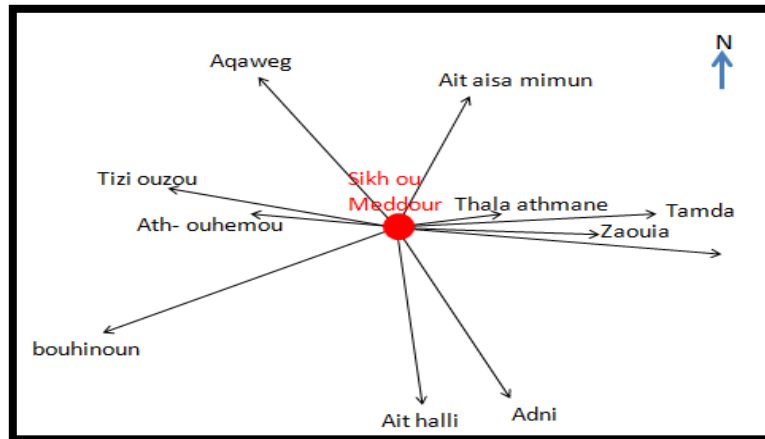 N
Aqaweg
Ait aisa mimun
Tizi ouzou
Sikh ou
Meddour
Thala athmane
Tamda
Ath- ouhemou
Zaouia
bouhinoun
Ait halli
Adni